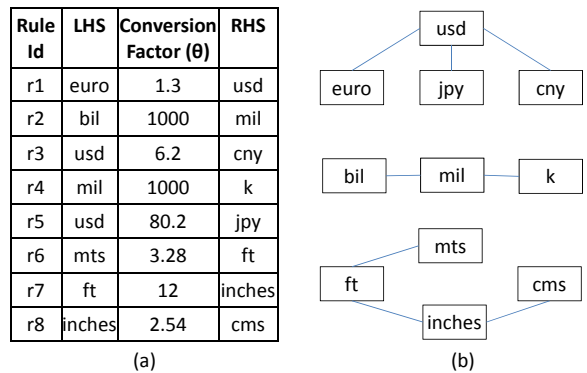 Rule Id LHS Conversion Factor (θ) RHS
r1 euro 1.3 usd
r2 bil 1000 mil
r3 usd 6.2 cny
r4 mil 1000 k
r5 usd 80.2 jpy
r6 mts 3.28 ft
r7 ft 12 inches
r8 inches 2.54 cms
(a)
usd
euro jpy cny
bil mil k
mts
ft cms
inches
(b)